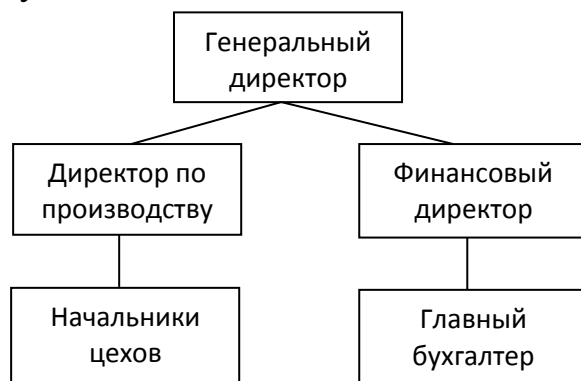 Генеральный
директор
Директор по
производству
Финансовый
директор
Начальники
цехов
Главный
бухгалтер